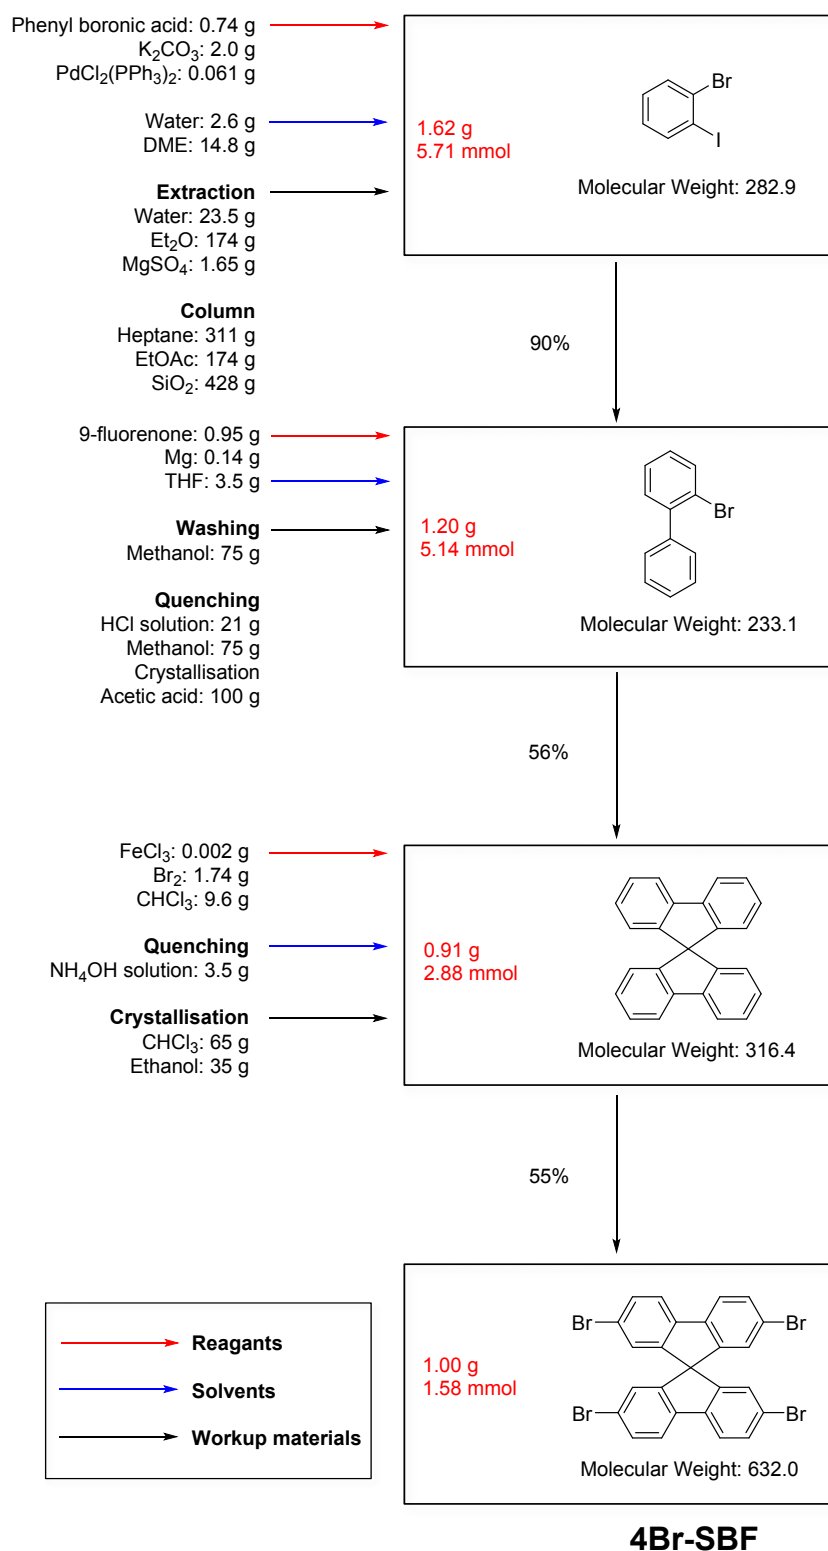 Phenyl boronic acid: 0.74 g
K₂CO₃: 2.0 g
PdCl₂(PPh₃)₂: 0.061 g
Water: 2.6 g
DME: 14.8 g
Extraction
Water: 23.5 g
Et₂O: 174 g
MgSO₄: 1.65 g
Column
Heptane: 311 g
EtOAc: 174 g
SiO₂: 428 g
1.62 g
5.71 mmol
Br
I
Molecular Weight: 282.9
90%
9-fluorenone: 0.95 g
Mg: 0.14 g
THF: 3.5 g
Washing
Methanol: 75 g
Quenching
HCl solution: 21 g
Methanol: 75 g
Crystallisation
Acetic acid: 100 g
1.20 g
5.14 mmol
Br
Molecular Weight: 233.1
56%
FeCl₃: 0.002 g
Br₂: 1.74 g
CHCl₃: 9.6 g
Quenching
NH₄OH solution: 3.5 g
Crystallisation
CHCl₃: 65 g
Ethanol: 35 g
0.91 g
2.88 mmol
Molecular Weight: 316.4
55%
Reagants
Solvents
Workup materials
1.00 g
1.58 mmol
Br Br
Br Br
Molecular Weight: 632.0
4Br-SBF